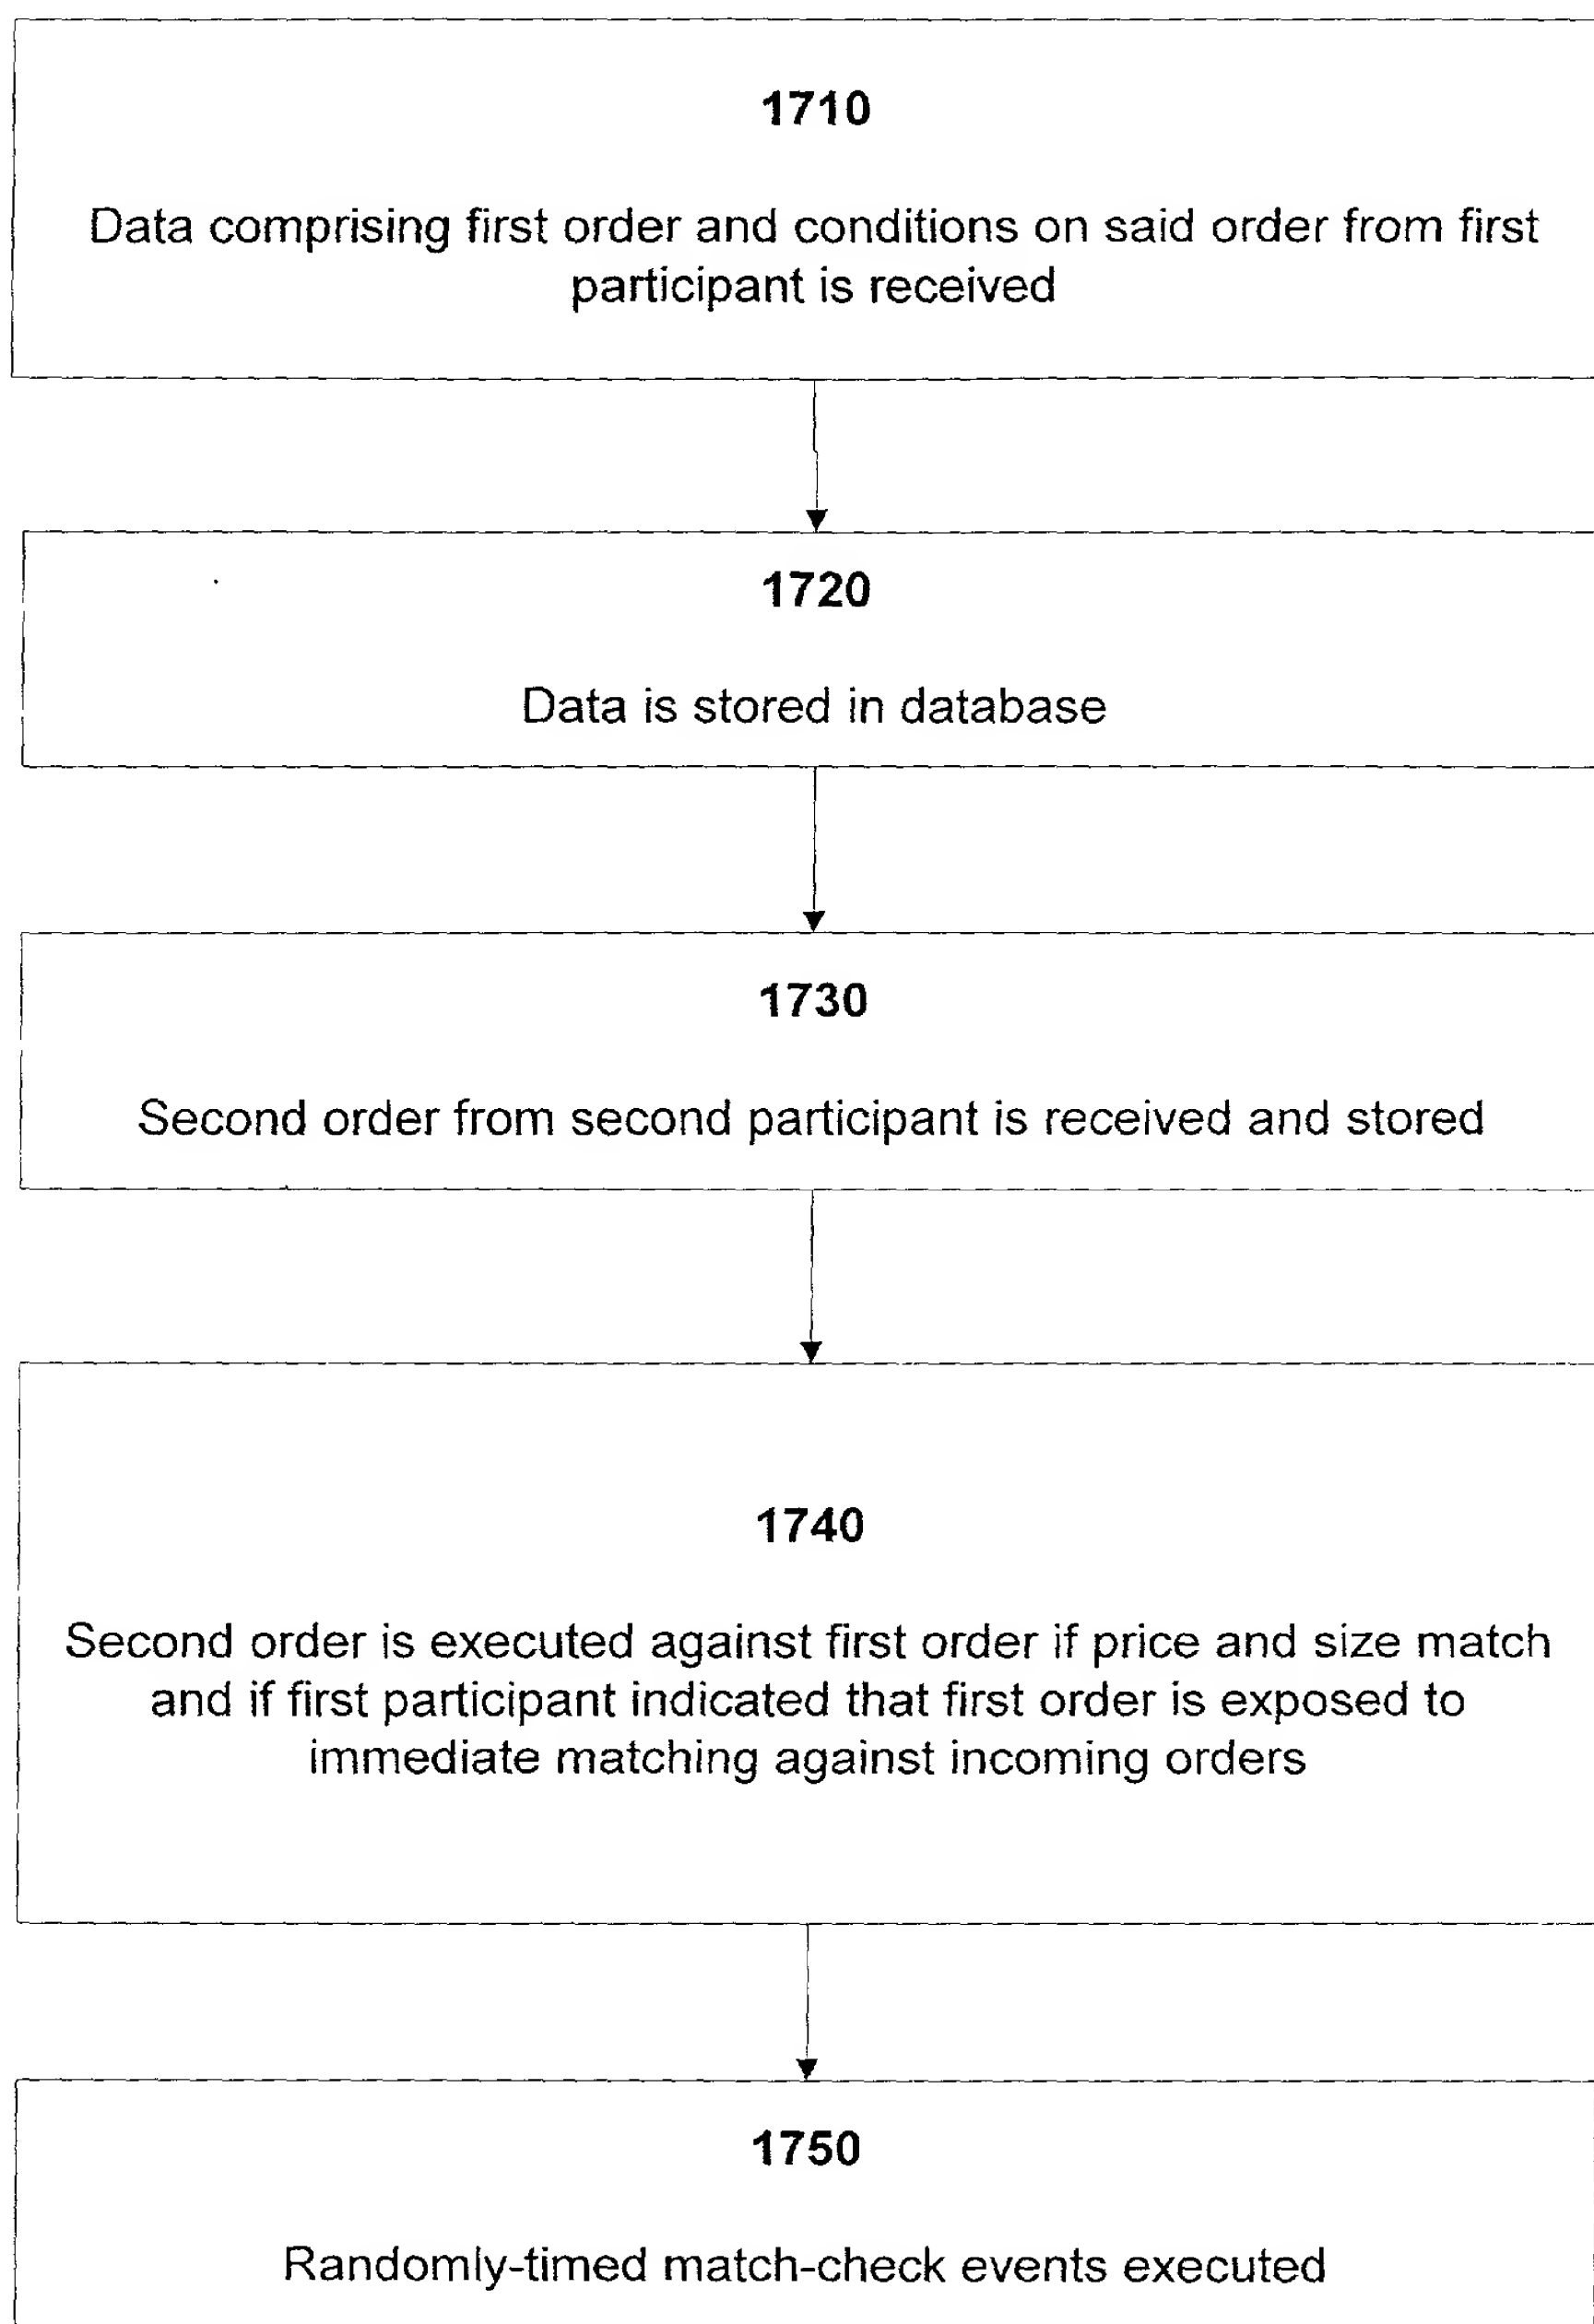 1710
Data comprising first order and conditions on said order from first
participant is received
1720
Data is stored in database
1730
Second order from second participant is received and stored
1740
Second order is executed against first order if price and size match
and if first participant indicated that first order is exposed to
immediate matching against incoming orders
1750
Randomly-timed match-check events executed